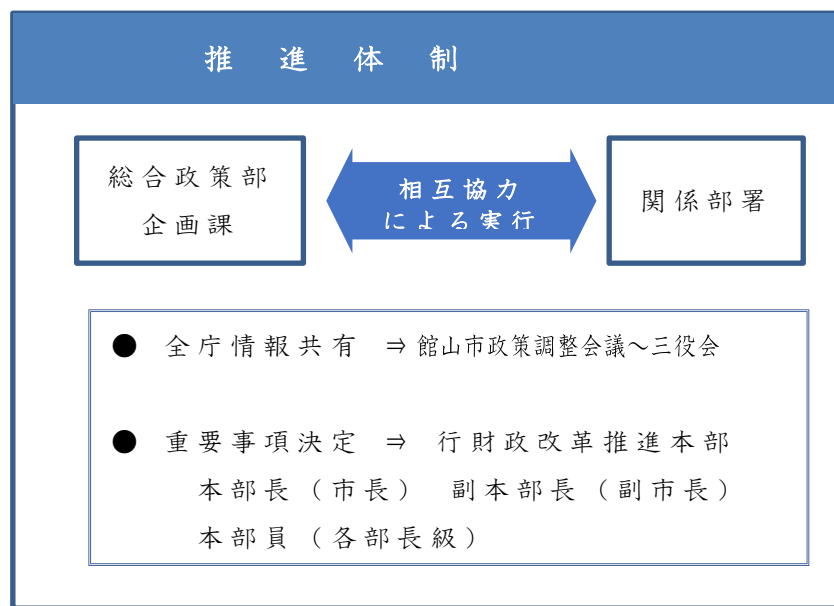 推進体制
総合政策部
企画課
相互協力
による実行
関係部署
● 全庁情報共有 ⇒ 館山市政策調整会議～三役会
● 重要事項決定 ⇒ 行財政改革推進本部
本部長（市長） 副本部長（副市長）
本部員（各部長級）